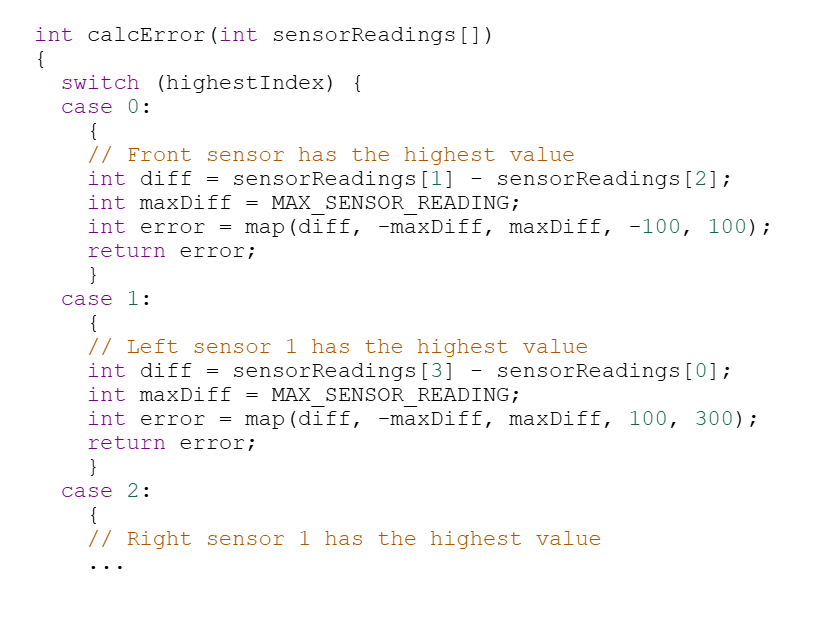 int calcError(int sensorReadings[])
{
  switch (highestIndex) {
  case 0:
    {
    // Front sensor has the highest value
    int diff = sensorReadings[1] - sensorReadings[2];
    int maxDiff = MAX_SENSOR_READING;
    int error = map(diff, -maxDiff, maxDiff, -100, 100);
    return error;
    }
  case 1:
    {
    // Left sensor 1 has the highest value
    int diff = sensorReadings[3] - sensorReadings[0];
    int maxDiff = MAX_SENSOR_READING;
    int error = map(diff, -maxDiff, maxDiff, 100, 300);
    return error;
    }
  case 2:
    {
    // Right sensor 1 has the highest value
    ...